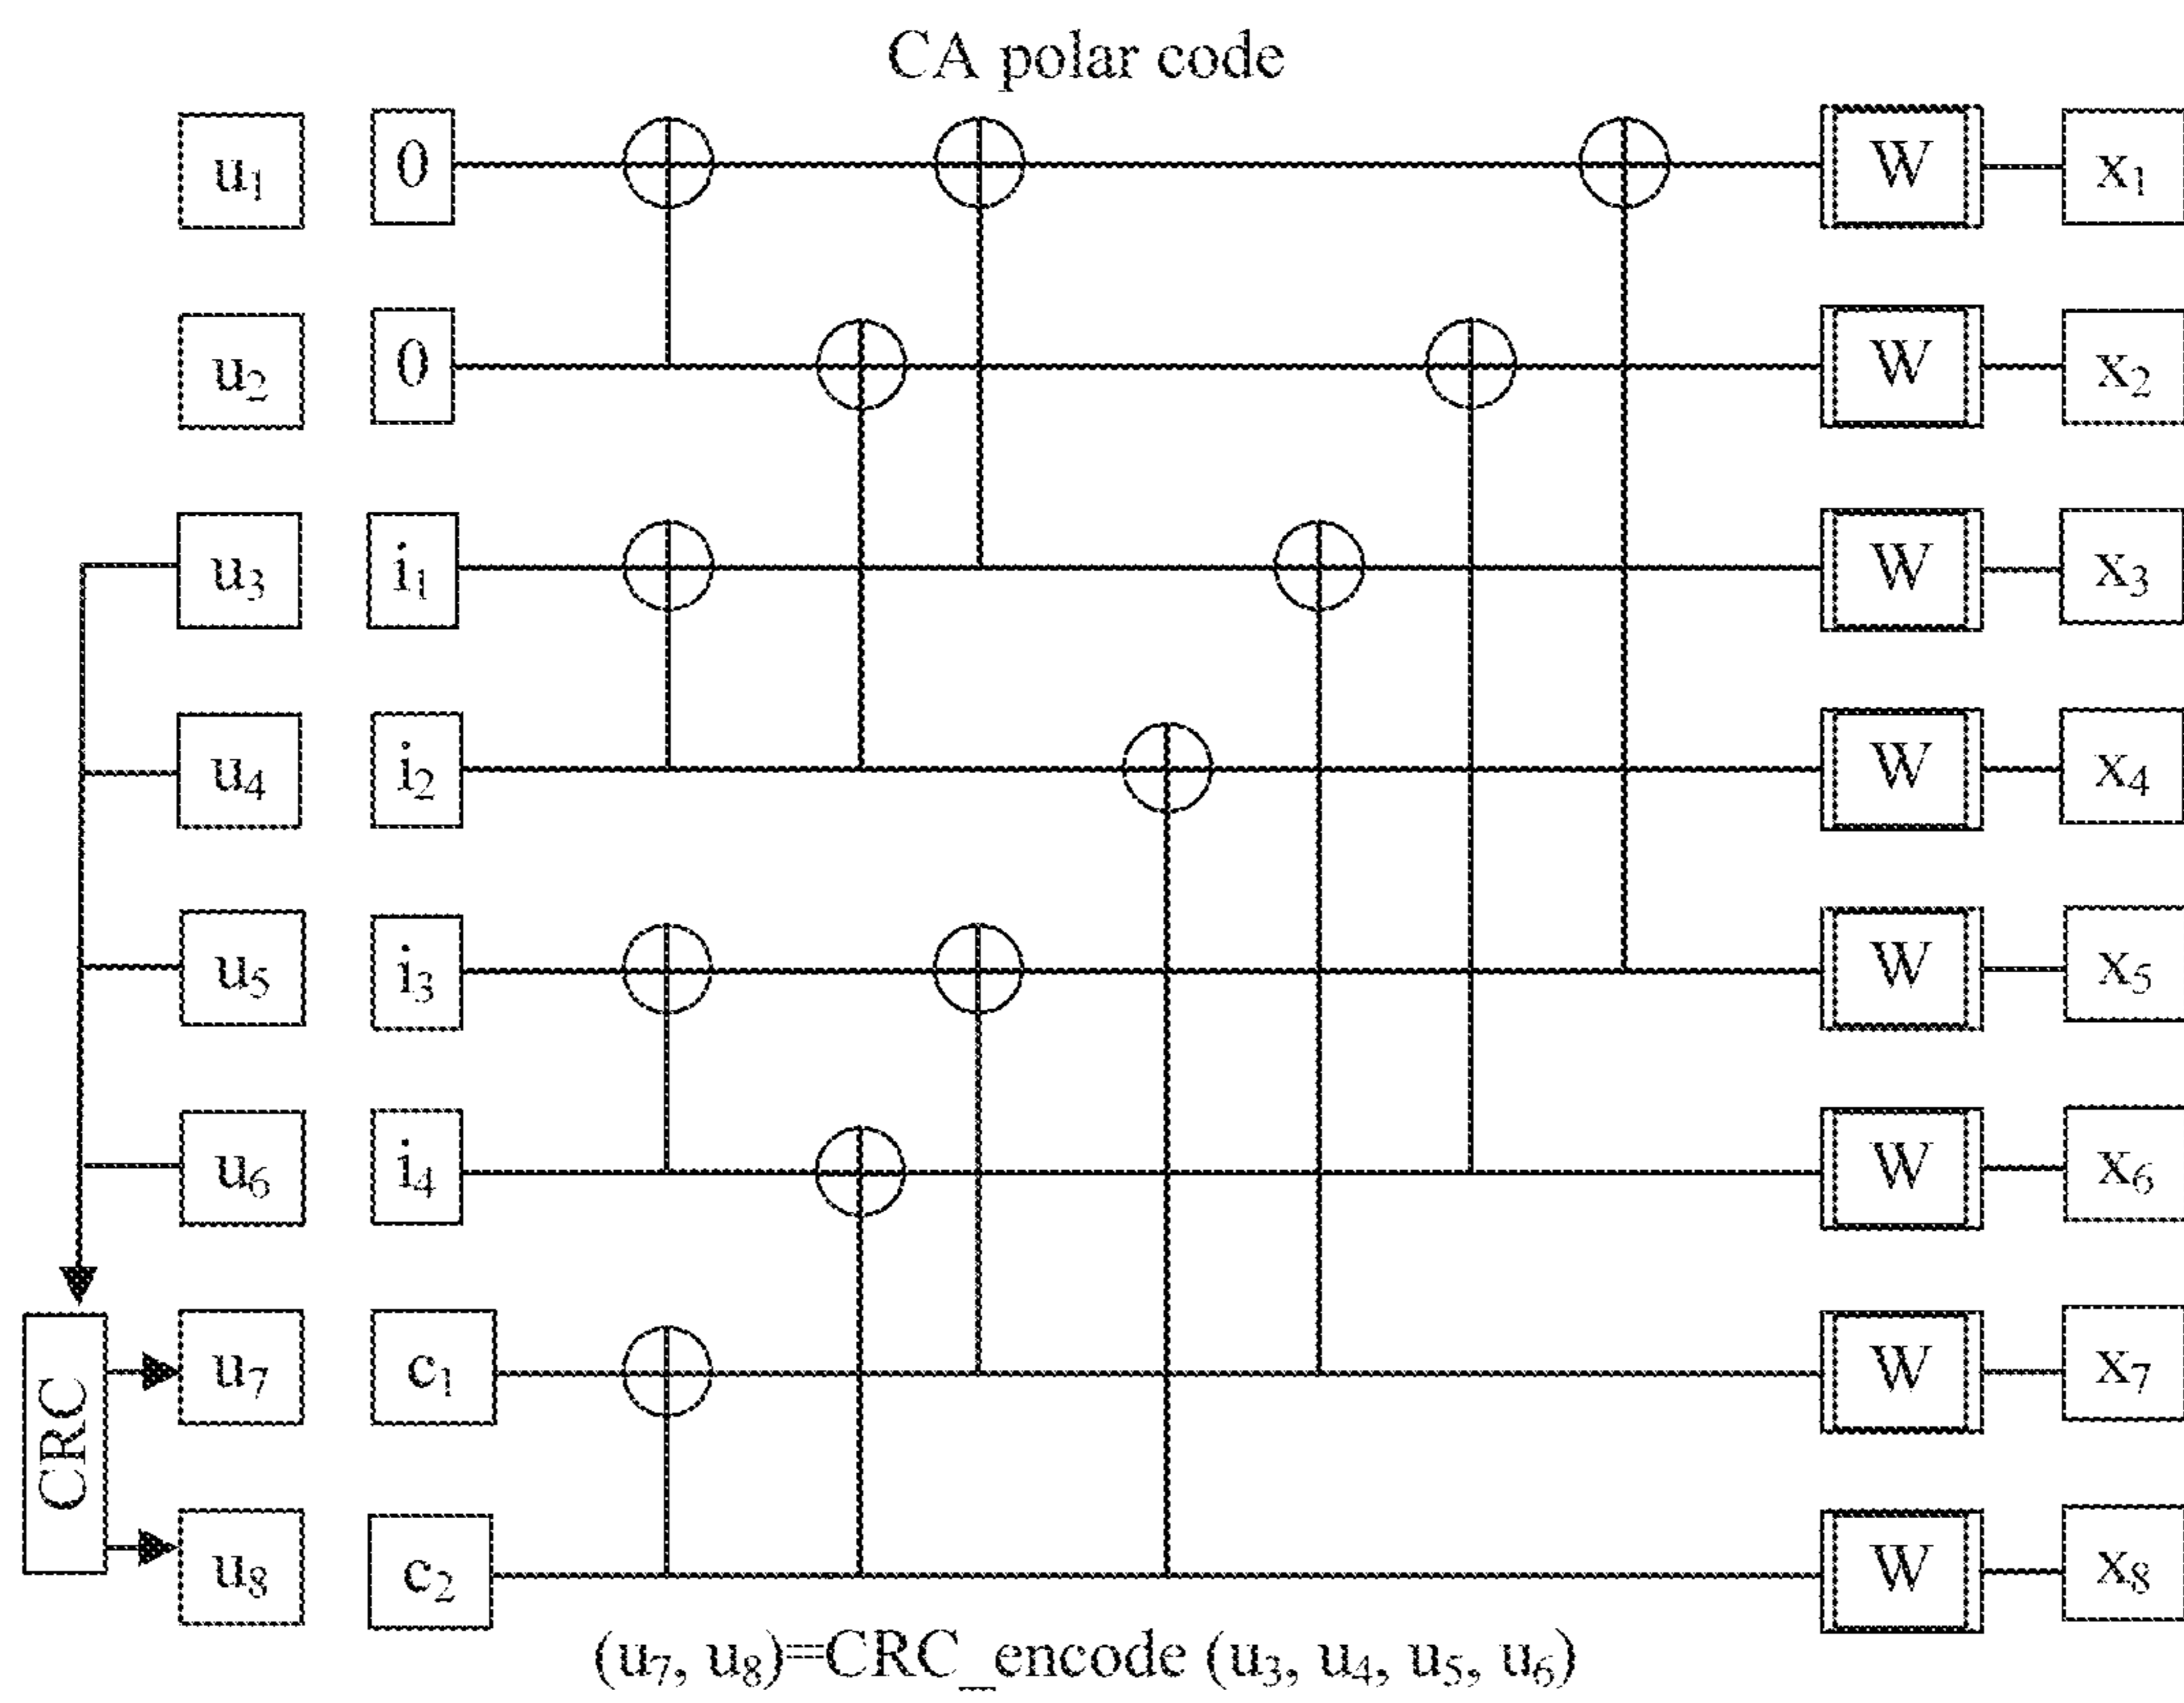 CA polar code
u₁ 0 W x₁
u₂ 0 W x₂
u₃ i₁ W x₃
u₄ i₂ W x₄
u₅ i₃ W x₅
u₆ i₄ W x₆
CRC
u₇ c₁ W x₇
u₈ c₂ W x₈
(u₇, u₈)=CRC_encode (u₃, u₄, u₅, u₆)